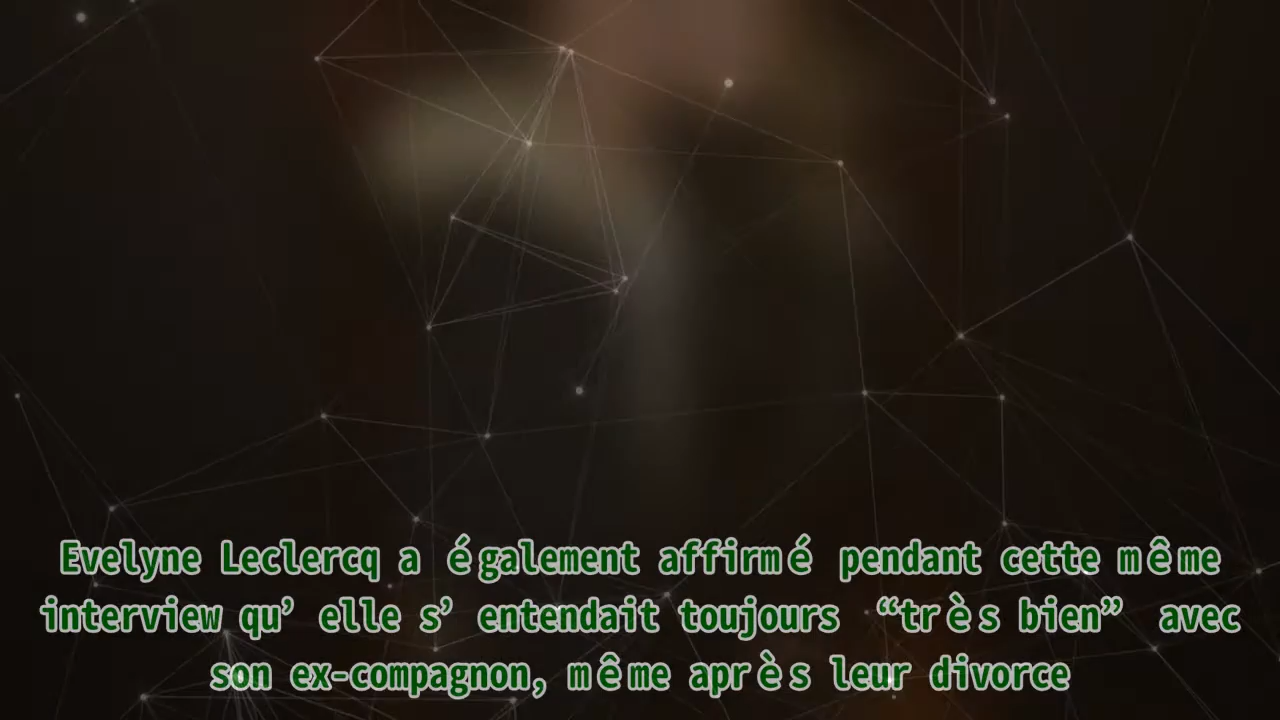 Evelyne Leclercq a également affirmé pendant cette même
interview qu’elle s’entendait toujours “très bien” avec
son ex-compagnon, même après leur divorce